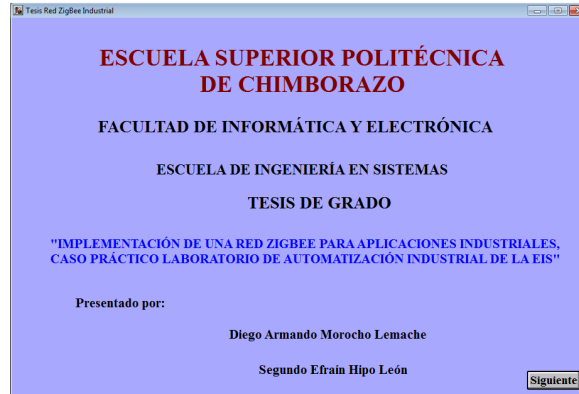 Tesis Red ZigBee Industrial
ESCUELA SUPERIOR POLITÉCNICA
DE CHIMBORAZO
FACULTAD DE INFORMÁTICA Y ELECTRÓNICA
ESCUELA DE INGENIERÍA EN SISTEMAS
TESIS DE GRADO
"IMPLEMENTACIÓN DE UNA RED ZIGBEE PARA APLICACIONES INDUSTRIALES,
CASO PRÁCTICO LABORATORIO DE AUTOMATIZACIÓN INDUSTRIAL DE LA EIS"
Presentado por:
Diego Armando Morocho Lemache
Segundo Efraín Hipo León
Siguiente